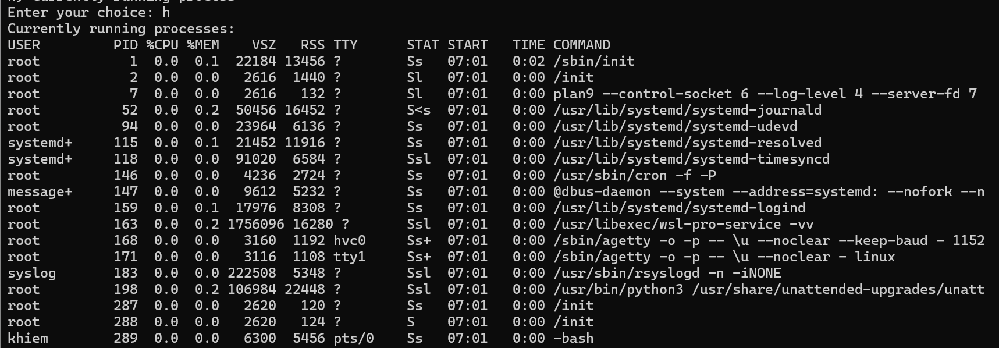 Enter your choice: h
Currently running processes:
USER         PID %CPU %MEM    VSZ   RSS TTY      STAT START   TIME COMMAND
root           1  0.0  0.1  22184 13456 ?        Ss   07:01   0:02 /sbin/init
root           2  0.0  0.0   2616  1440 ?        Sl   07:01   0:00 /init
root           7  0.0  0.0   2616   132 ?        Sl   07:01   0:00 plan9 --control-socket 6 --log-level 4 --server-fd 7
root          52  0.0  0.2  50456 16452 ?        S<s  07:01   0:00 /usr/lib/systemd/systemd-journald
root          94  0.0  0.0  23964  6136 ?        Ss   07:01   0:00 /usr/lib/systemd/systemd-udevd
systemd+     115  0.0  0.1  21452 11916 ?        Ss   07:01   0:00 /usr/lib/systemd/systemd-resolved
systemd+     118  0.0  0.0  91020  6584 ?        Ssl  07:01   0:00 /usr/lib/systemd/systemd-timesyncd
root         146  0.0  0.0   4236  2724 ?        Ss   07:01   0:00 /usr/sbin/cron -f -P
message+     147  0.0  0.0   9612  5232 ?        Ss   07:01   0:00 @dbus-daemon --system --address=systemd: --nofork --n
root         159  0.0  0.1  17976  8308 ?        Ss   07:01   0:00 /usr/lib/systemd/systemd-logind
root         163  0.0  0.2 1756096 16280 ?       Ssl  07:01   0:00 /usr/libexec/wsl-pro-service -vv
root         168  0.0  0.0   3160  1192 hvc0     Ss+  07:01   0:00 /sbin/agetty -o -p -- \u --noclear --keep-baud - 1152
root         171  0.0  0.0   3116  1108 tty1     Ss+  07:01   0:00 /sbin/agetty -o -p -- \u --noclear - linux
syslog       183  0.0  0.0 222508  5348 ?        Ssl  07:01   0:00 /usr/sbin/rsyslogd -n -iNONE
root         198  0.0  0.2 106984 22448 ?        Ssl  07:01   0:00 /usr/bin/python3 /usr/share/unattended-upgrades/unatt
root         287  0.0  0.0   2620   120 ?        Ss   07:01   0:00 /init
root         288  0.0  0.0   2620   124 ?        S    07:01   0:00 /init
khiem        289  0.0  0.0   6300  5456 pts/0    Ss   07:01   0:00 -bash